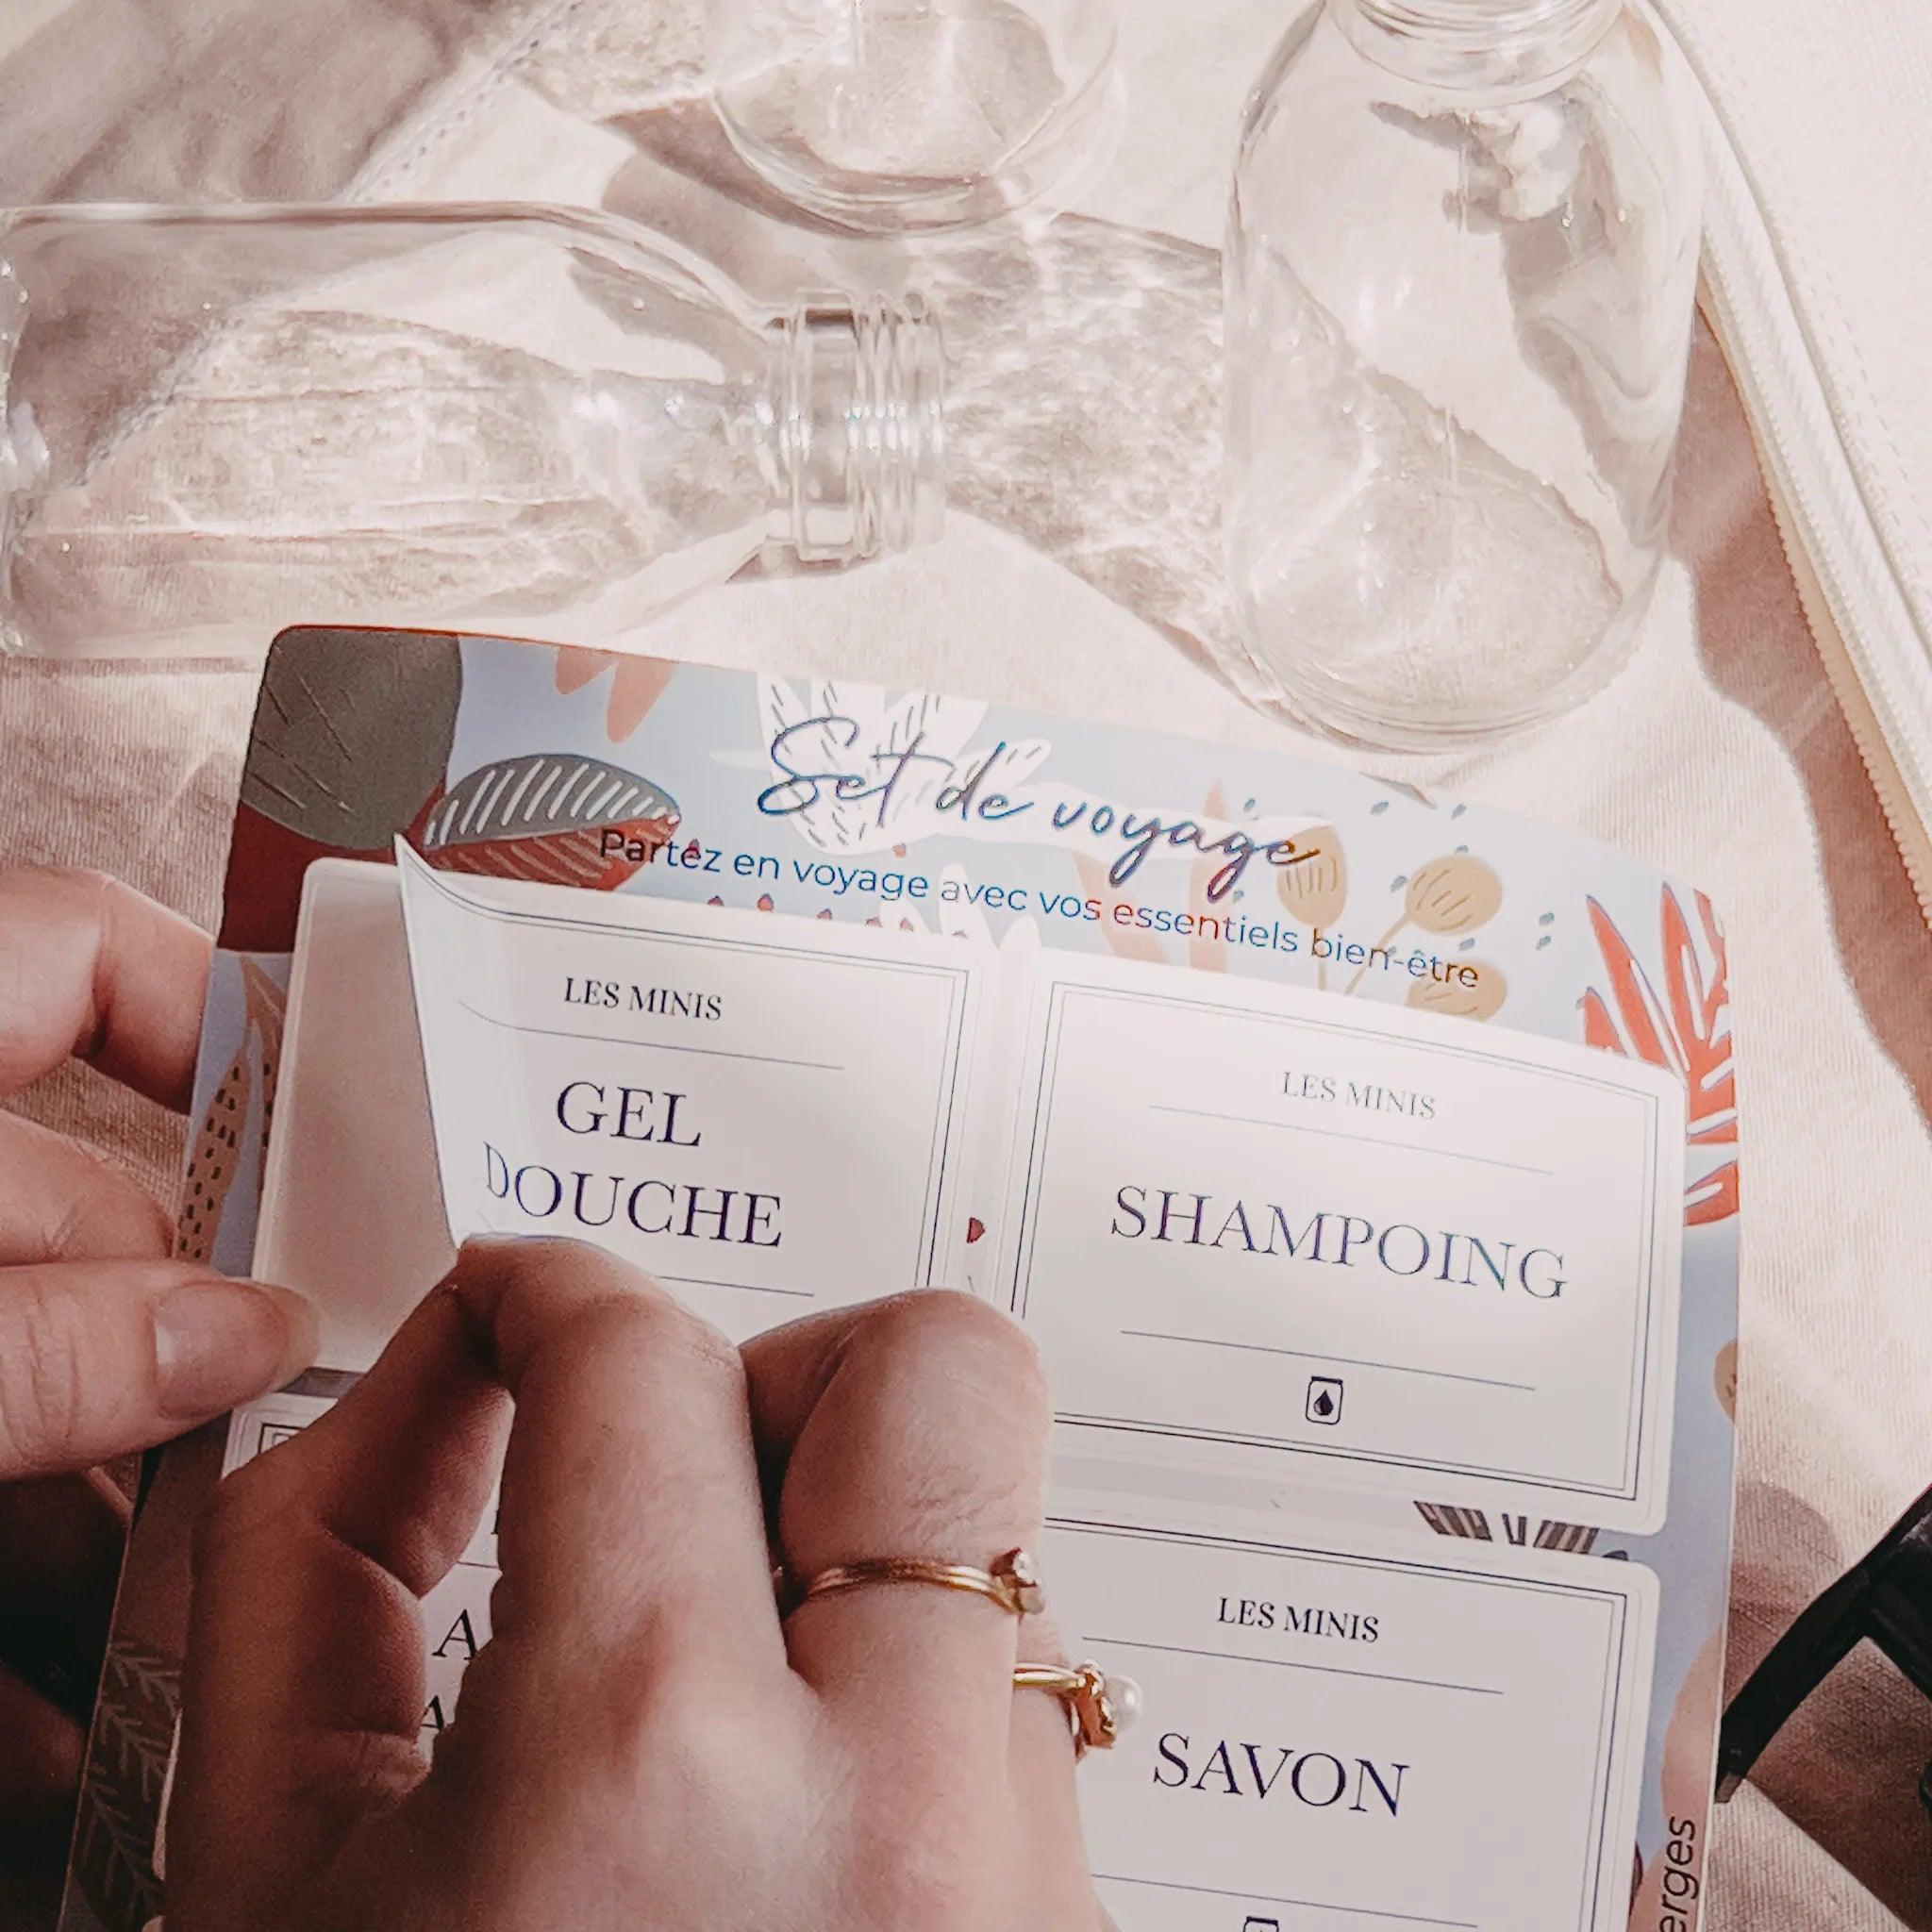 Set de voyage
Partez en voyage avec vos essentiels bien-être
LES MINIS
GEL
DOUCHE
LES MINIS
SHAMPOING
LES MINIS
SAVON